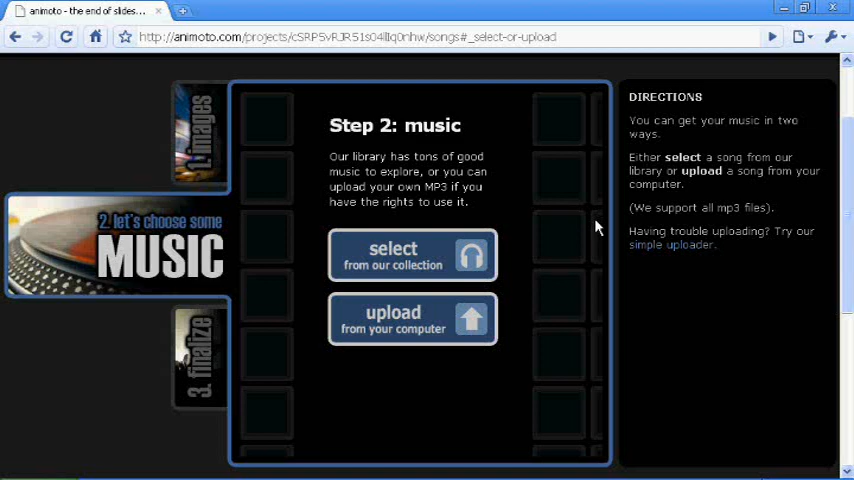 animoto - the end of slides...
http://animoto.com/projects/cSRP5vRJR51s04lIq0nhw/songs#_select-or-upload
1. images
2. let's choose some
MUSIC
3. finalize
Step 2: music
Our library has tons of good
music to explore, or you can
upload your own MP3 if you
have the rights to use it.
select
from our collection
upload
from your computer
DIRECTIONS
You can get your music in two
ways.
Either select a song from our
library or upload a song from your
computer.
(We support all mp3 files).
Having trouble uploading? Try our
simple uploader.